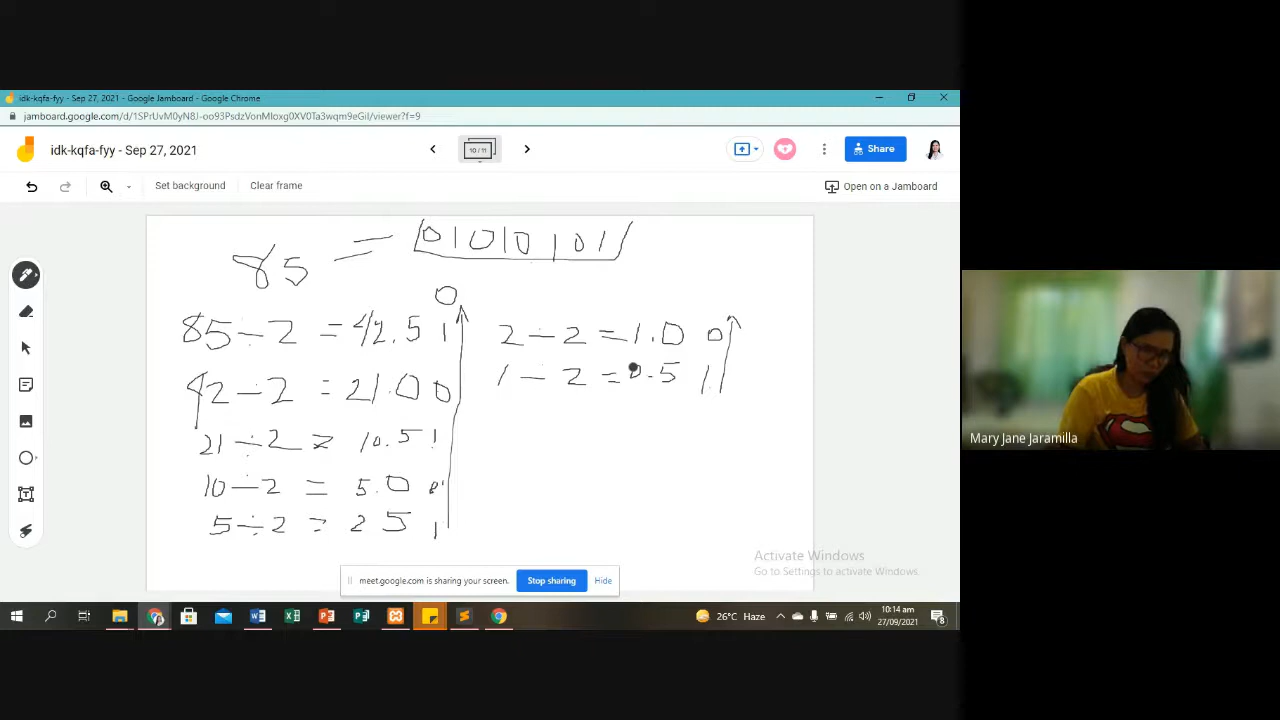 idk-kqfa-fyy - Sep 27, 2021 - Google Jamboard - Google Chrome
idk-kqfa-fyy - Sep 27, 2021
10 / 11
Share
Set background
Clear frame
Open on a Jamboard
85 = 01010101
0
85 ÷ 2 = 42.5 1
42 ÷ 2 = 21.0 0
21 ÷ 2 = 10.5 1
10 ÷ 2 = 5.0 0
5 ÷ 2 = 2 5 1
2 ÷ 2 = 1.0 0
1 ÷ 2 = 0.5 1
Mary Jane Jaramilla
Activate Windows
Go to Settings to activate Windows.
meet.google.com is sharing your screen.
Stop sharing
Hide
26°C Haze
10:14 am
27/09/2021
8